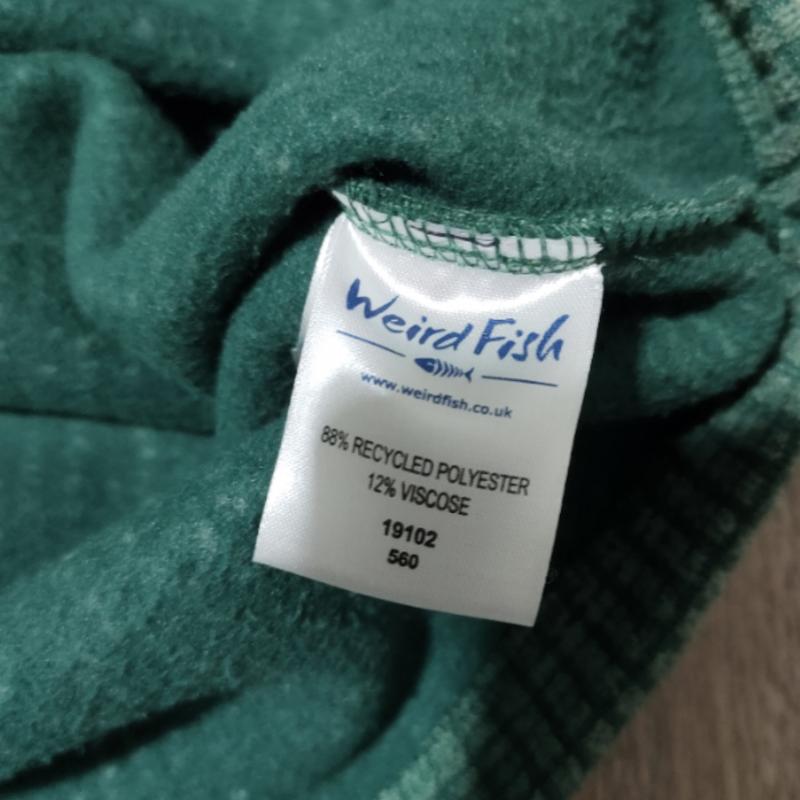 Weird Fish
www.weirdfish.co.uk
88% RECYCLED POLYESTER
12% VISCOSE
19102
560